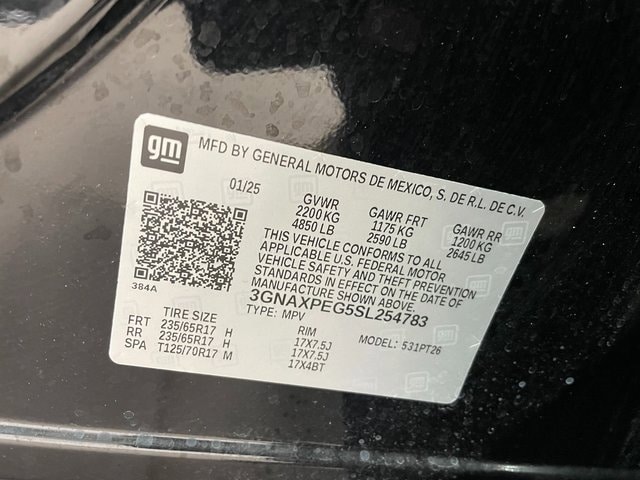 gm
MFD BY GENERAL MOTORS DE MEXICO, S. DE R.L. DE C.V.
01/25
GVWR GAWR FRT GAWR RR
2200 KG 1175 KG 1200 KG
4850 LB 2590 LB 2645 LB
THIS VEHICLE CONFORMS TO ALL
APPLICABLE U.S. FEDERAL MOTOR
VEHICLE SAFETY AND THEFT PREVENTION
STANDARDS IN EFFECT ON THE DATE OF
MANUFACTURE SHOWN ABOVE.
384A
3GNAXPEG5SL254783
TYPE: MPV MODEL: 531PT26
TIRE SIZE RIM
FRT 235/65R17 H 17X7.5J
RR 235/65R17 H 17X7.5J
SPA T125/70R17 M 17X4BT